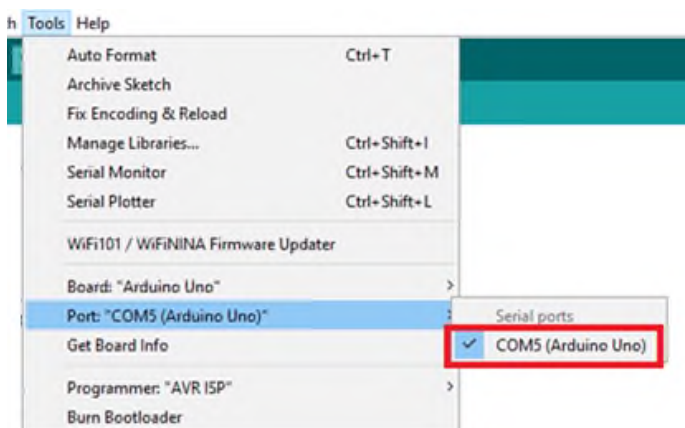 h Tools Help
Auto Format Ctrl+T
Archive Sketch
Fix Encoding & Reload
Manage Libraries... Ctrl+Shift+I
Serial Monitor Ctrl+Shift+M
Serial Plotter Ctrl+Shift+L
WiFi101 / WiFiNINA Firmware Updater
Board: "Arduino Uno"
Port: "COM5 (Arduino Uno)"
Serial ports
Get Board Info
COM5 (Arduino Uno)
Programmer: "AVR ISP"
Burn Bootloader